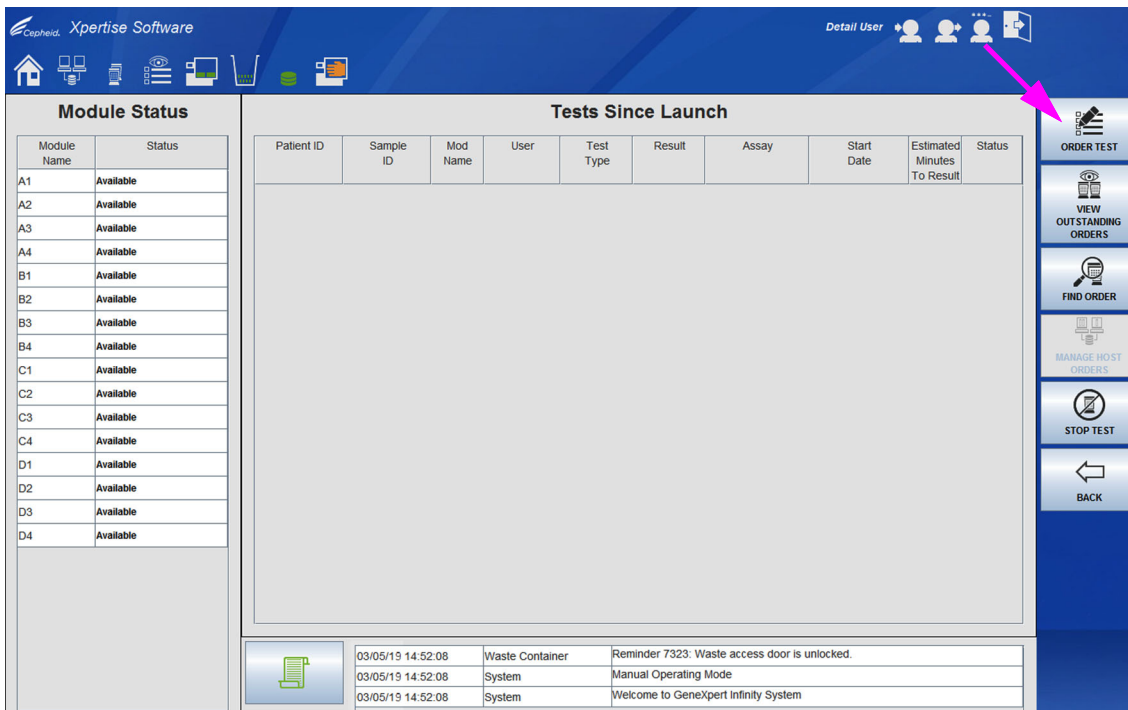 Cepheid. Xpertise Software
Detail User
Module Status
Tests Since Launch
Module Name Status
A1 Available
A2 Available
A3 Available
A4 Available
B1 Available
B2 Available
B3 Available
B4 Available
C1 Available
C2 Available
C3 Available
C4 Available
D1 Available
D2 Available
D3 Available
D4 Available
Patient ID Sample ID Mod Name User Test Type Result Assay Start Date Estimated Minutes To Result Status
ORDER TEST
VIEW
OUTSTANDING
ORDERS
FIND ORDER
MANAGE HOST
ORDERS
STOP TEST
BACK
03/05/19 14:52:08 Waste Container Reminder 7323: Waste access door is unlocked.
03/05/19 14:52:08 System Manual Operating Mode
03/05/19 14:52:08 System Welcome to GeneXpert Infinity System